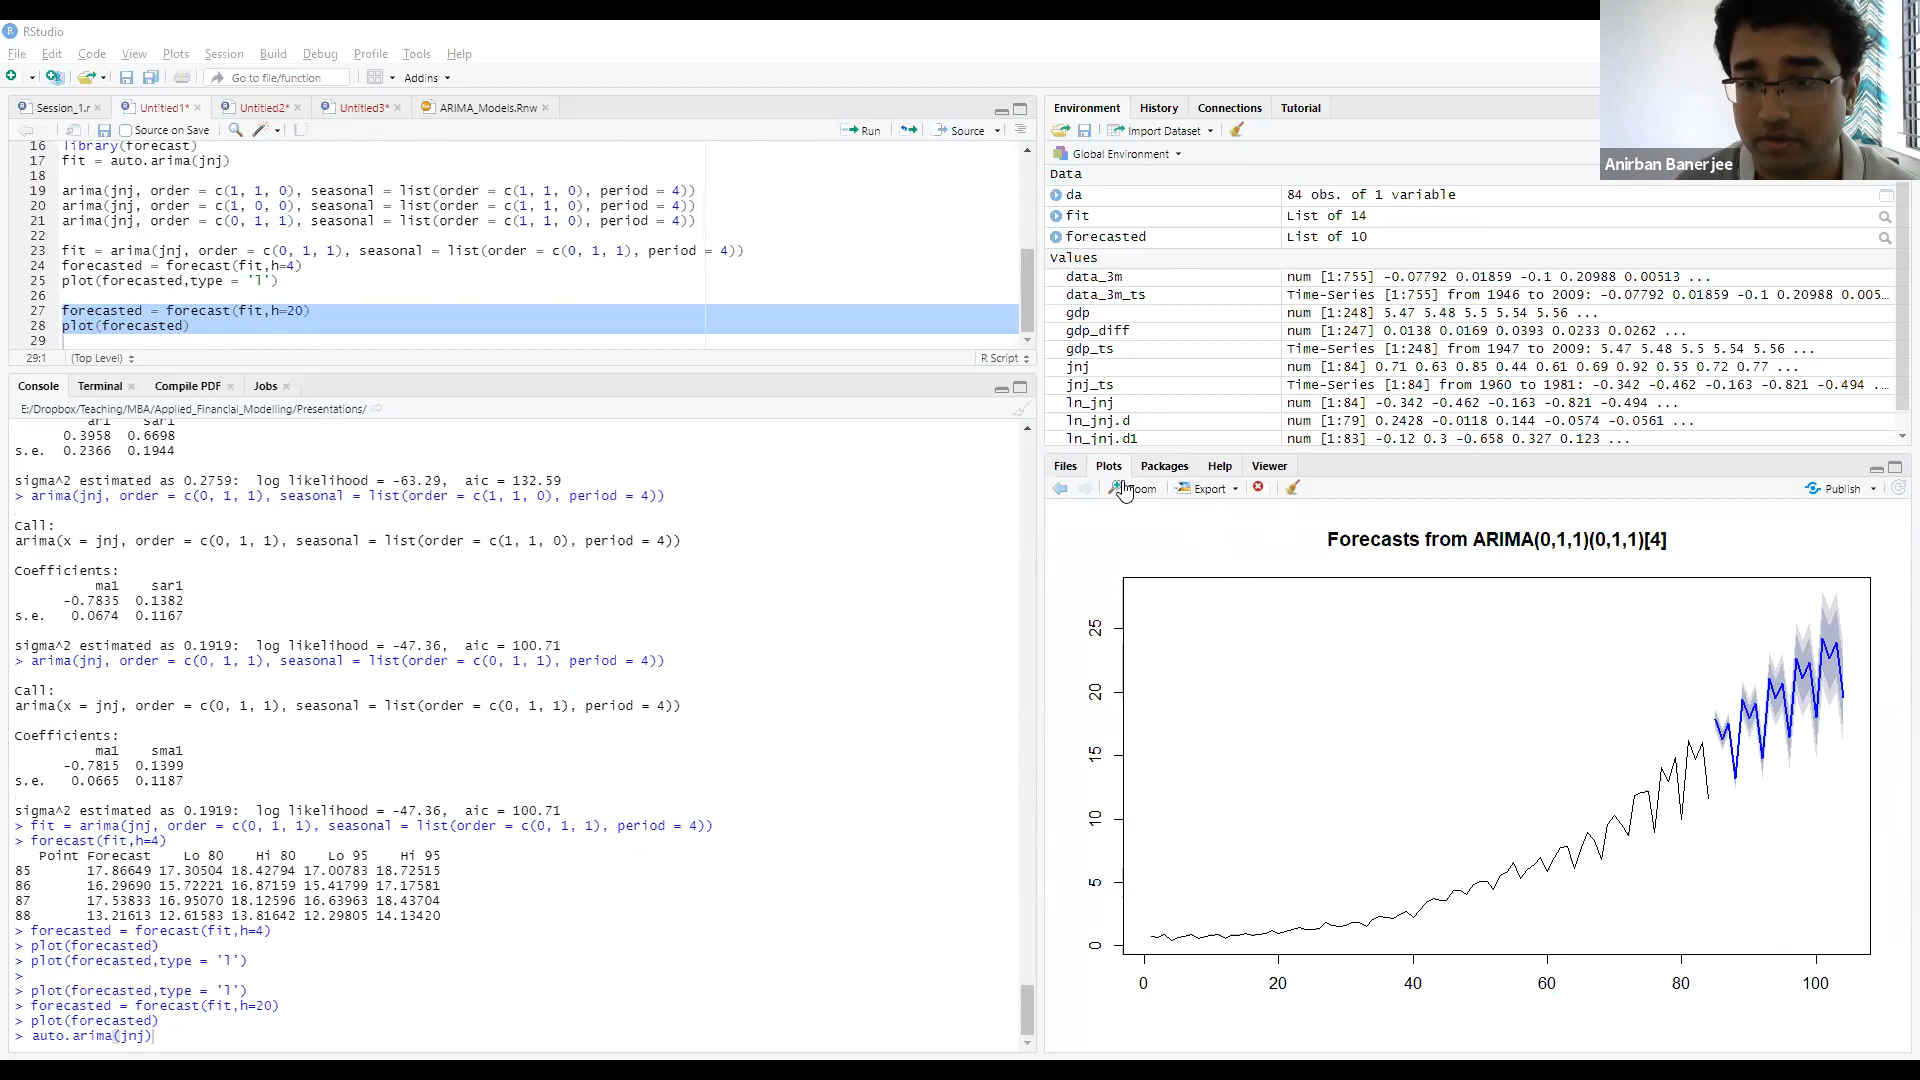 RStudio
File Edit Code View Plots Session Build Debug Profile Tools Help
Go to file/function Addins
Session_1.r Untitled1* Untitled2* Untitled3* ARIMA_Models.Rnw
Source on Save Run Source
16 library(forecast)
17 fit = auto.arima(jnj)
18
19 arima(jnj, order = c(1, 1, 0), seasonal = list(order = c(1, 1, 0), period = 4))
20 arima(jnj, order = c(1, 0, 0), seasonal = list(order = c(1, 1, 0), period = 4))
21 arima(jnj, order = c(0, 1, 1), seasonal = list(order = c(1, 1, 0), period = 4))
22
23 fit = arima(jnj, order = c(0, 1, 1), seasonal = list(order = c(0, 1, 1), period = 4))
24 forecasted = forecast(fit,h=4)
25 plot(forecasted,type = 'l')
26
27 forecasted = forecast(fit,h=20)
28 plot(forecasted)
29
29:1 (Top Level) R Script
Console Terminal Compile PDF Jobs
E:/Dropbox/Teaching/MBA/Applied_Financial_Modelling/Presentations/
ar1 sar1
0.3958 0.6698
s.e. 0.2366 0.1944
sigma^2 estimated as 0.2759: log likelihood = -63.29, aic = 132.59
> arima(jnj, order = c(0, 1, 1), seasonal = list(order = c(1, 1, 0), period = 4))
Call:
arima(x = jnj, order = c(0, 1, 1), seasonal = list(order = c(1, 1, 0), period = 4))
Coefficients:
ma1 sar1
-0.7835 0.1382
s.e. 0.0674 0.1167
sigma^2 estimated as 0.1919: log likelihood = -47.36, aic = 100.71
> arima(jnj, order = c(0, 1, 1), seasonal = list(order = c(0, 1, 1), period = 4))
Call:
arima(x = jnj, order = c(0, 1, 1), seasonal = list(order = c(0, 1, 1), period = 4))
Coefficients:
ma1 sma1
-0.7815 0.1399
s.e. 0.0665 0.1187
sigma^2 estimated as 0.1919: log likelihood = -47.36, aic = 100.71
> fit = arima(jnj, order = c(0, 1, 1), seasonal = list(order = c(0, 1, 1), period = 4))
> forecast(fit,h=4)
Point Forecast Lo 80 Hi 80 Lo 95 Hi 95
85 17.86649 17.30504 18.42794 17.00783 18.72515
86 16.29690 15.72221 16.87159 15.41799 17.17581
87 17.53833 16.95070 18.12596 16.63963 18.43704
88 13.21613 12.61583 13.81642 12.29805 14.13420
> forecasted = forecast(fit,h=4)
> plot(forecasted)
> plot(forecasted,type = 'l')
>
> plot(forecasted,type = 'l')
> forecasted = forecast(fit,h=20)
> plot(forecasted)
> auto.arima(jnj)
Environment History Connections Tutorial
Import Dataset
Global Environment
Data
da 84 obs. of 1 variable
fit List of 14
forecasted List of 10
Values
data_3m num [1:755] -0.07792 0.01859 -0.1 0.20988 0.00513 ...
data_3m_ts Time-Series [1:755] from 1946 to 2009: -0.07792 0.01859 -0.1 0.20988 0.005...
gdp num [1:248] 5.47 5.48 5.5 5.54 5.56 ...
gdp_diff num [1:247] 0.0138 0.0169 0.0393 0.0233 0.0262 ...
gdp_ts Time-Series [1:248] from 1947 to 2009: 5.47 5.48 5.5 5.54 5.56 ...
jnj num [1:84] 0.71 0.63 0.85 0.44 0.61 0.69 0.92 0.55 0.72 0.77 ...
jnj_ts Time-Series [1:84] from 1960 to 1981: -0.342 -0.462 -0.163 -0.821 -0.494 ...
ln_jnj num [1:84] -0.342 -0.462 -0.163 -0.821 -0.494 ...
ln_jnj.d num [1:79] 0.2428 -0.0118 0.144 -0.0574 -0.0561 ...
ln_jnj.d1 num [1:83] -0.12 0.3 -0.658 0.327 0.123 ...
Files Plots Packages Help Viewer
Export Publish
Forecasts from ARIMA(0,1,1)(0,1,1)[4]
25
20
15
10
5
0
0 20 40 60 80 100
Anirban Banerjee